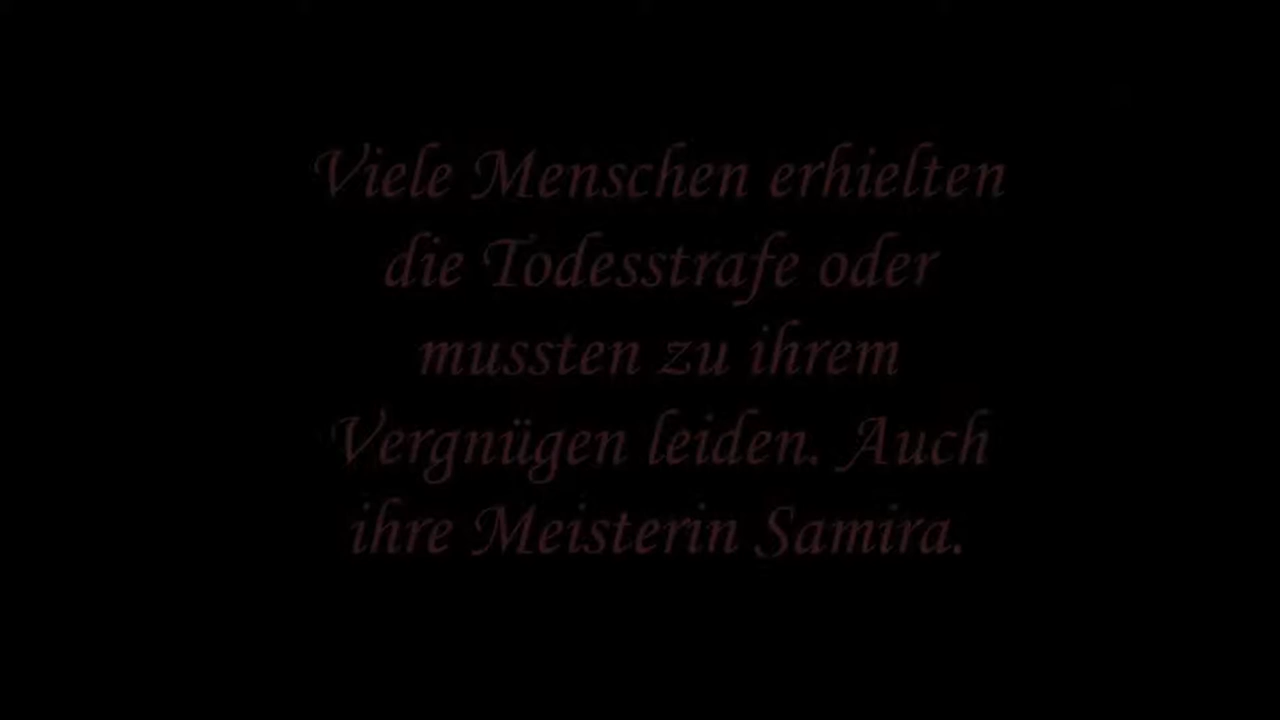 Viele Menschen erhielten
die Todesstrafe oder
mussten zu ihrem
Vergnügen leiden. Auch
ihre Meisterin Samira.